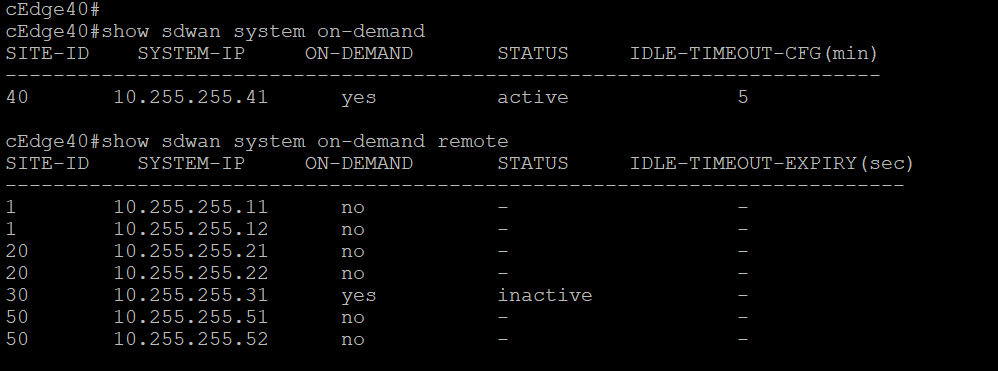 cEdge40#
cEdge40#show sdwan system on-demand
SITE-ID    SYSTEM-IP     ON-DEMAND       STATUS     IDLE-TIMEOUT-CFG(min)
---------------------------------------------------------------------------
40       10.255.255.41      yes          active              5
cEdge40#show sdwan system on-demand remote
SITE-ID    SYSTEM-IP     ON-DEMAND       STATUS     IDLE-TIMEOUT-EXPIRY(sec)
-----------------------------------------------------------------------------
1        10.255.255.11      no           -                   -
1        10.255.255.12      no           -                   -
20       10.255.255.21      no           -                   -
20       10.255.255.22      no           -                   -
30       10.255.255.31      yes          inactive            -
50       10.255.255.51      no           -                   -
50       10.255.255.52      no           -                   -